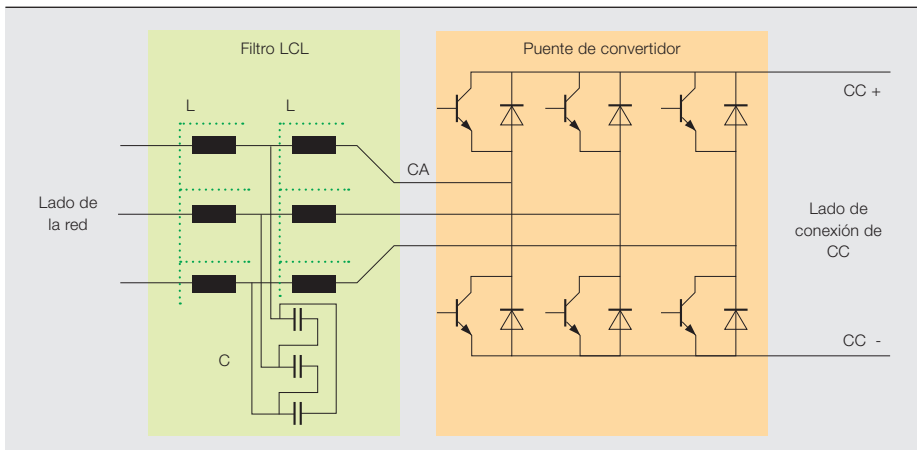 Filtro LCL
Puente de convertidor
CC +
L
L
CA
Lado de
la red
Lado de
conexión de
CC
C
CC -